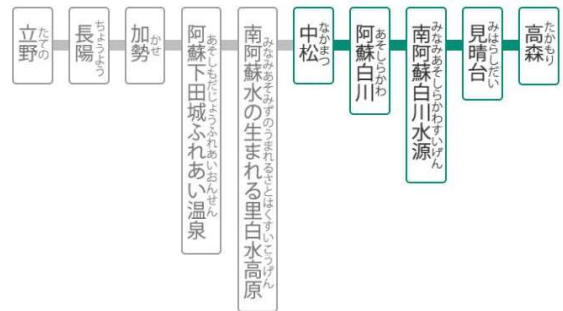 立野
たての
長陽
ちょうよう
加勢
かせ
阿蘇下田城ふれあい温泉
あそしもだじょうふれあいおんせん
南阿蘇水の生まれる里白水高原
みなみあそみずのうまれるさとはくすいこうげん
中松
なかまつ
阿蘇白川
あそしらかわ
南阿蘇白川水源
みなみあそしらかわすいげん
見晴台
みはらしだい
高森
たかもり